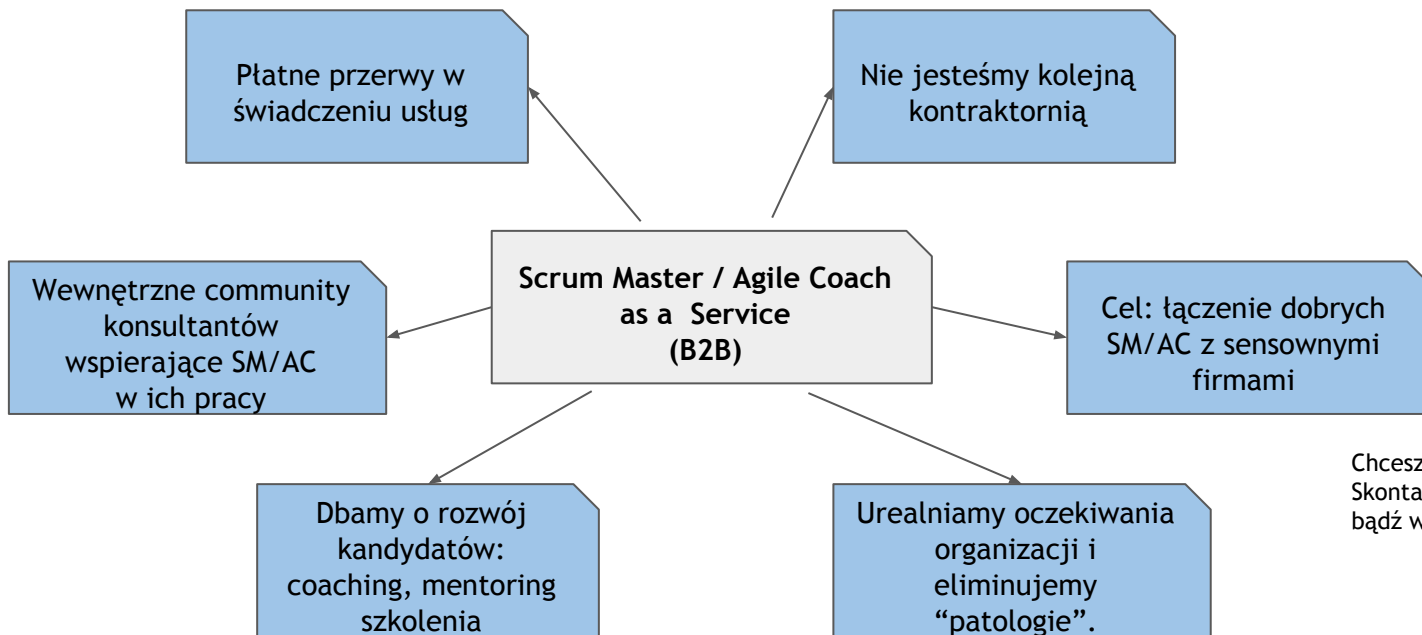 Płatne przerwy w
świadczeniu usług
Nie jesteśmy kolejną
kontraktornią
Scrum Master / Agile Coach
as a Service
(B2B)
Wewnętrzne community
konsultantów
wspierające SM/AC
w ich pracy
Cel: łączenie dobrych
SM/AC z sensownymi
firmami
Dbamy o rozwój
kandydatów:
coaching, mentoring
szkolenia
Urealniamy oczekiwania
organizacji i
eliminujemy
“patologie”.
Chcesz
bądź